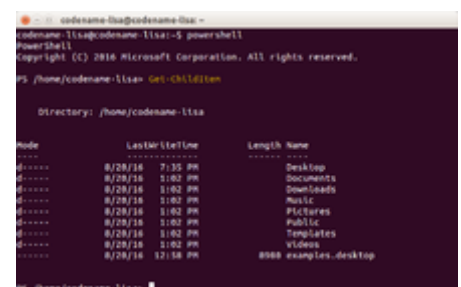 codename-lisa@codename-lisa: ~
codename-lisa@codename-lisa:~$ powershell
PowerShell
Copyright (C) 2016 Microsoft Corporation. All rights reserved.
PS /home/codename-lisa> Get-ChildItem
Directory: /home/codename-lisa
Mode LastWriteTime Length Name
---- ------------- ------ ----
d----- 8/28/16 7:35 PM Desktop
d----- 8/28/16 1:02 PM Documents
d----- 8/28/16 1:02 PM Downloads
d----- 8/28/16 1:02 PM Music
d----- 8/28/16 1:02 PM Pictures
d----- 8/28/16 1:02 PM Public
d----- 8/28/16 1:02 PM Templates
d----- 8/28/16 1:02 PM Videos
------ 8/28/16 12:58 PM 8980 examples.desktop
PS /home/codename-lisa>